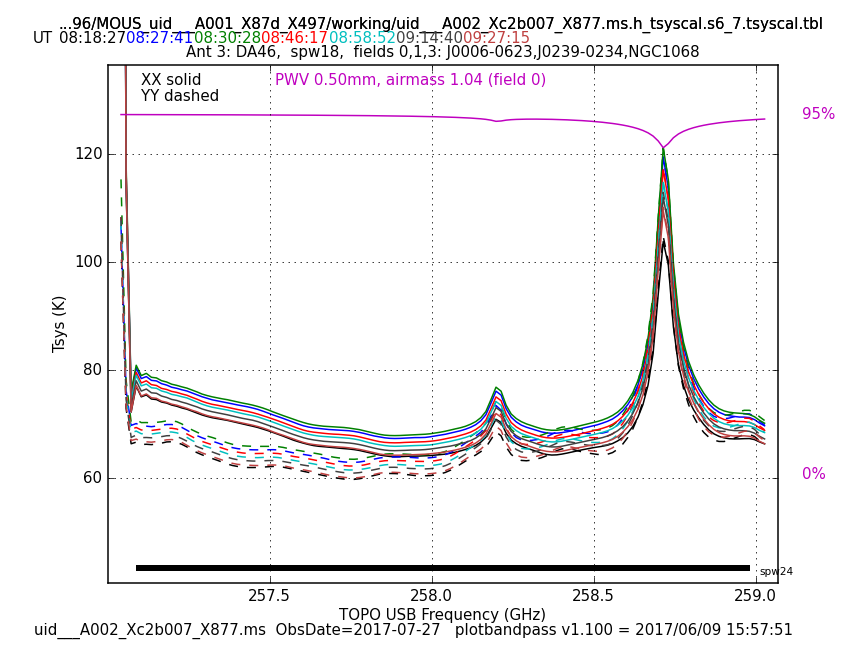 ...96/MOUS_uid___A001_X87d_X497/working/uid___A002_Xc2b007_X877.ms.h_tsyscal.s6_7.tsyscal.tbl
UT 08:18:27 08:27:41 08:30:28 08:46:17 08:58:52 09:14:40 09:27:15
Ant 3: DA46, spw18, fields 0,1,3: J0006-0623,J0239-0234,NGC1068
XX solid
YY dashed
PWV 0.50mm, airmass 1.04 (field 0)
95%
120
100
80
60
Tsys (K)
0%
spw24
257.5 258.0 258.5 259.0
TOPO USB Frequency (GHz)
uid___A002_Xc2b007_X877.ms ObsDate=2017-07-27 plotbandpass v1.100 = 2017/06/09 15:57:51